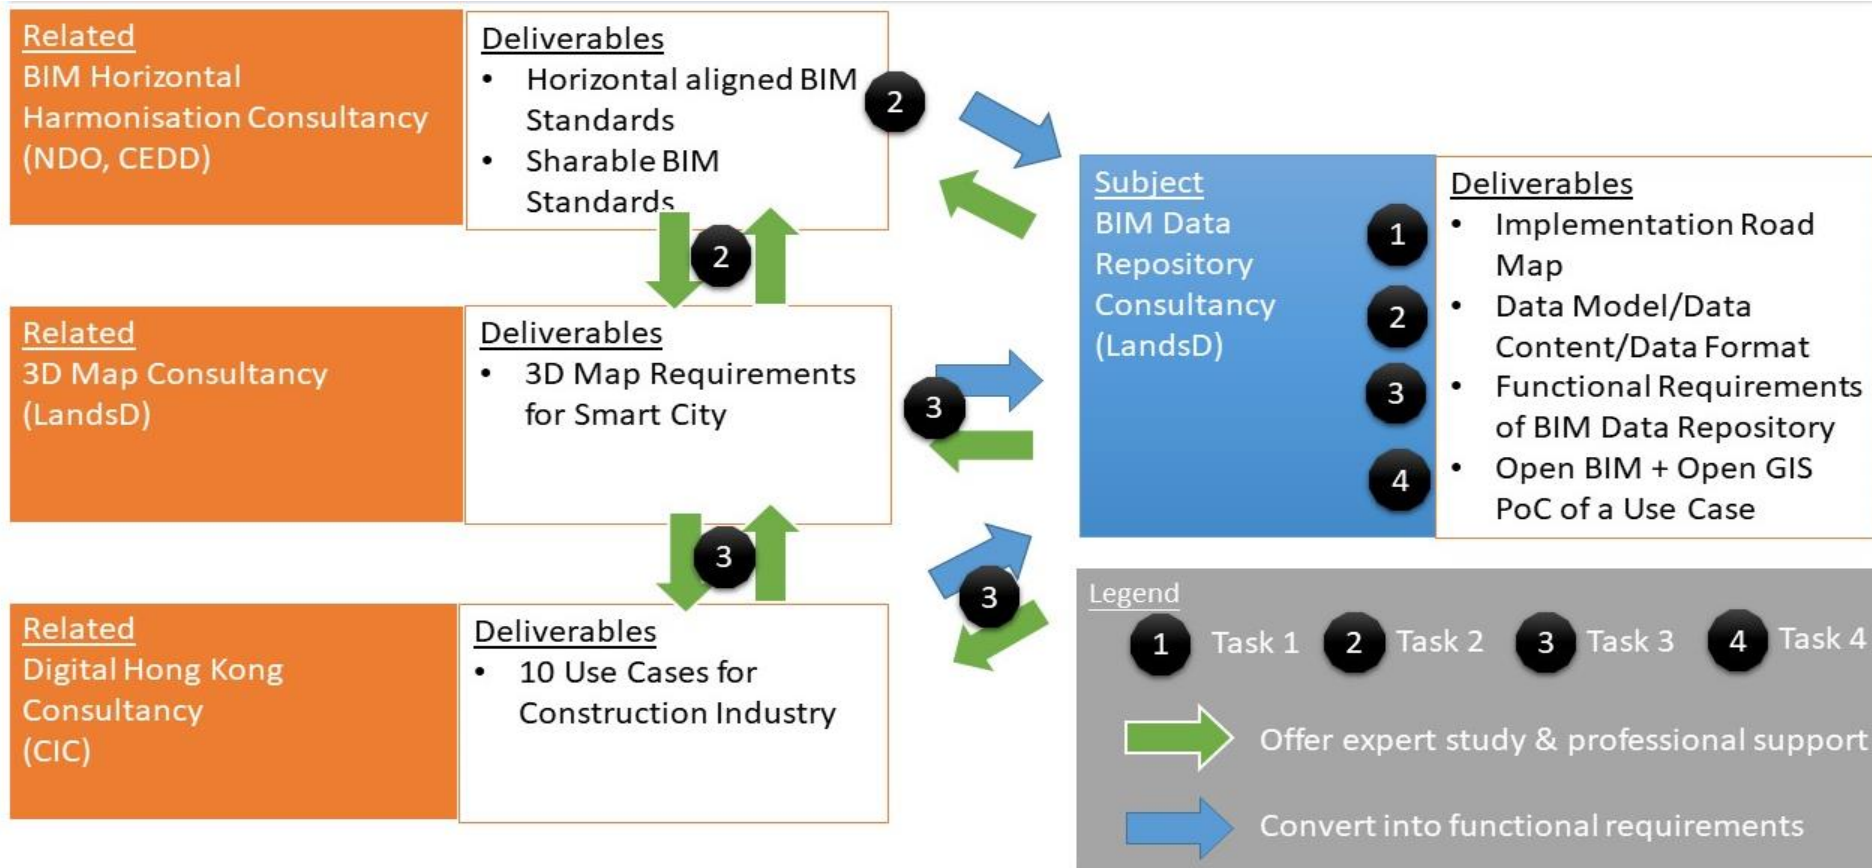 Related
BIM Horizontal
Harmonisation Consultancy
(NDO, CEDD)
Deliverables
• Horizontal aligned BIM
Standards
• Sharable BIM
Standards
2
2
Related
3D Map Consultancy
(LandsD)
Deliverables
• 3D Map Requirements
for Smart City
3
3
Related
Digital Hong Kong
Consultancy
(CIC)
Deliverables
• 10 Use Cases for
Construction Industry
3
Subject
BIM Data
Repository
Consultancy
(LandsD)
1
2
3
4
Deliverables
• Implementation Road
Map
• Data Model/Data
Content/Data Format
• Functional Requirements
of BIM Data Repository
• Open BIM + Open GIS
PoC of a Use Case
Legend
1 Task 1 2 Task 2 3 Task 3 4 Task 4
Offer expert study & professional support
Convert into functional requirements